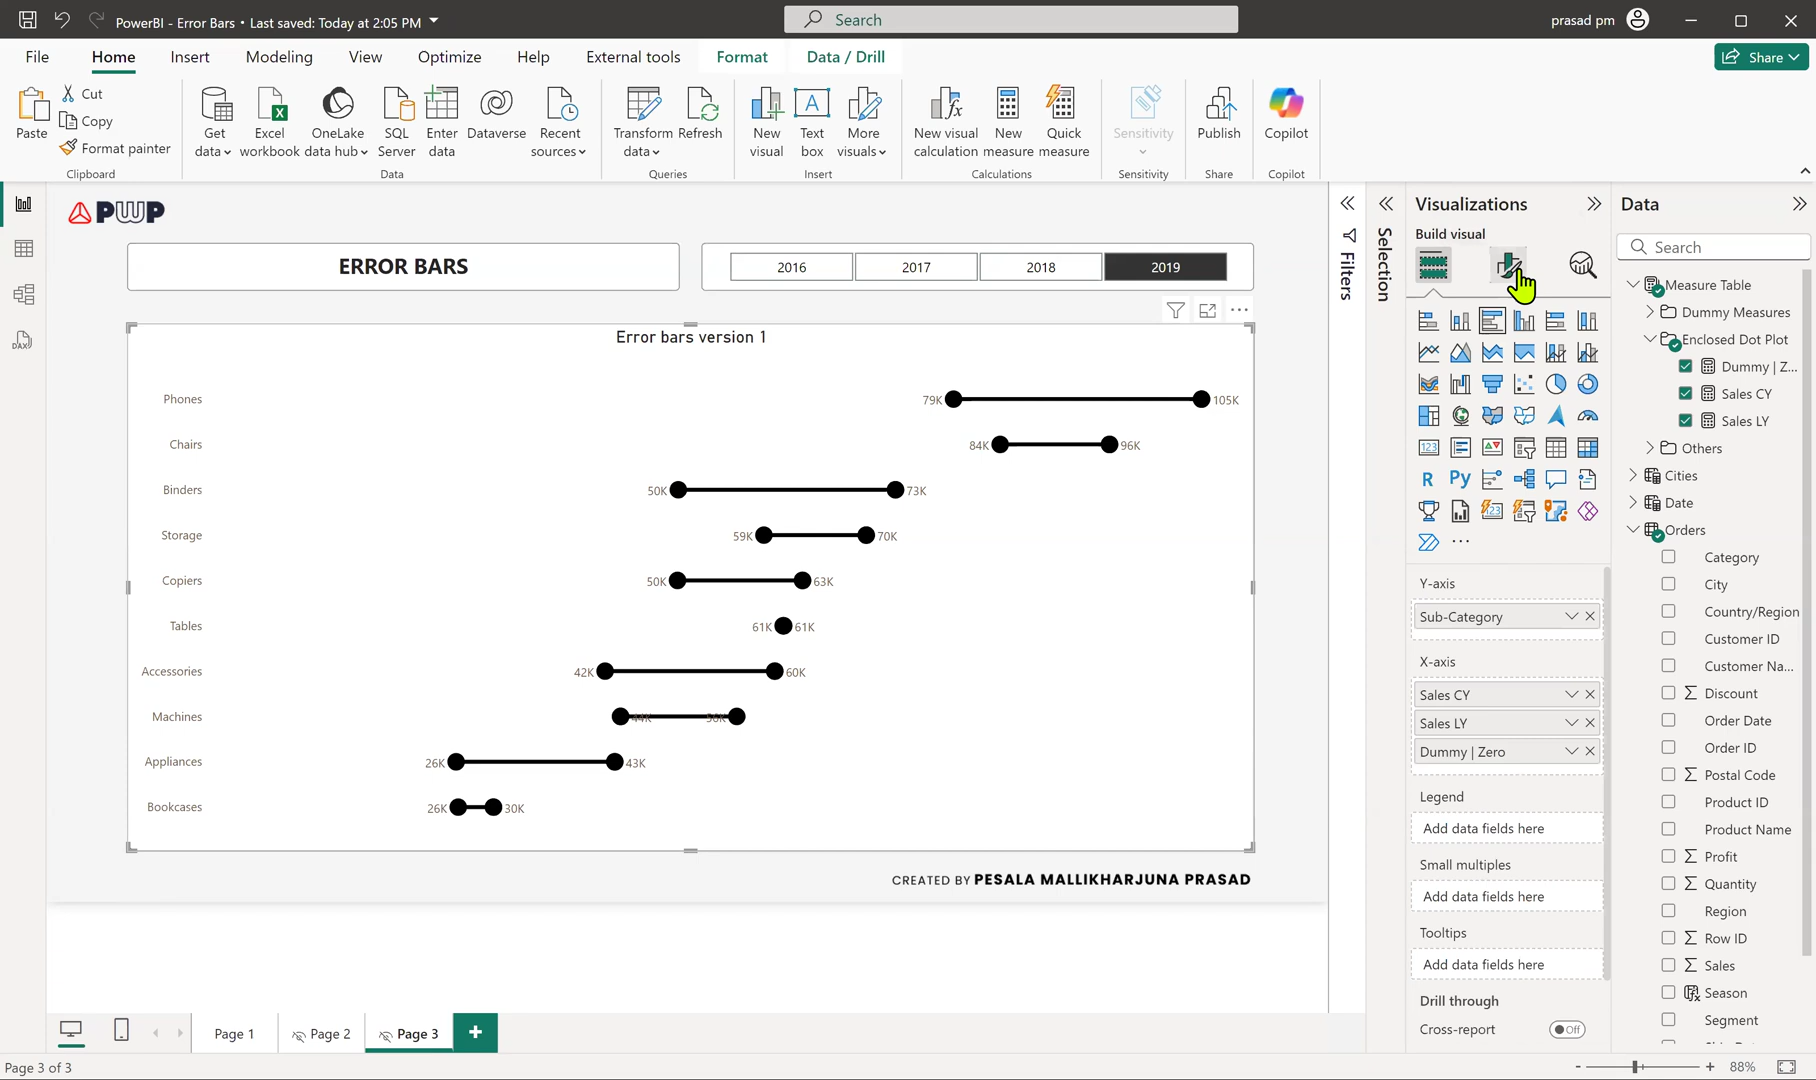 PowerBI - Error Bars • Last saved: Today at 2:05 PM
Search
prasad pm
File
Home
Insert
Modeling
View
Optimize
Help
External tools
Format
Data / Drill
Share
Paste
Cut
Copy
Format painter
Clipboard
Get data
Excel workbook
OneLake data hub
SQL Server
Enter data
Dataverse
Recent sources
Data
Transform data
Refresh
Queries
New visual
Text box
More visuals
Insert
New visual calculation
New measure
Quick measure
Calculations
Sensitivity
Sensitivity
Publish
Share
Copilot
Copilot
PWP
ERROR BARS
2016
2017
2018
2019
Error bars version 1
Phones 79K 105K
Chairs 84K 96K
Binders 50K 73K
Storage 59K 70K
Copiers 50K 63K
Tables 61K 61K
Accessories 42K 60K
Machines 44K 56K
Appliances 26K 43K
Bookcases 26K 30K
CREATED BY PESALA MALLIKHARJUNA PRASAD
Filters
Selection
Visualizations
Build visual
123
R
Py
123
Y-axis
Sub-Category
X-axis
Sales CY
Sales LY
Dummy | Zero
Legend
Add data fields here
Small multiples
Add data fields here
Tooltips
Add data fields here
Drill through
Cross-report
Off
Data
Search
Measure Table
Dummy Measures
Enclosed Dot Plot
Dummy | Z...
Sales CY
Sales LY
Others
Cities
Date
Orders
Category
City
Country/Region
Customer ID
Customer Na...
Discount
Order Date
Order ID
Postal Code
Product ID
Product Name
Profit
Quantity
Region
Row ID
Sales
Season
Segment
DAX
Page 1
Page 2
Page 3
+
Page 3 of 3
- + 88%